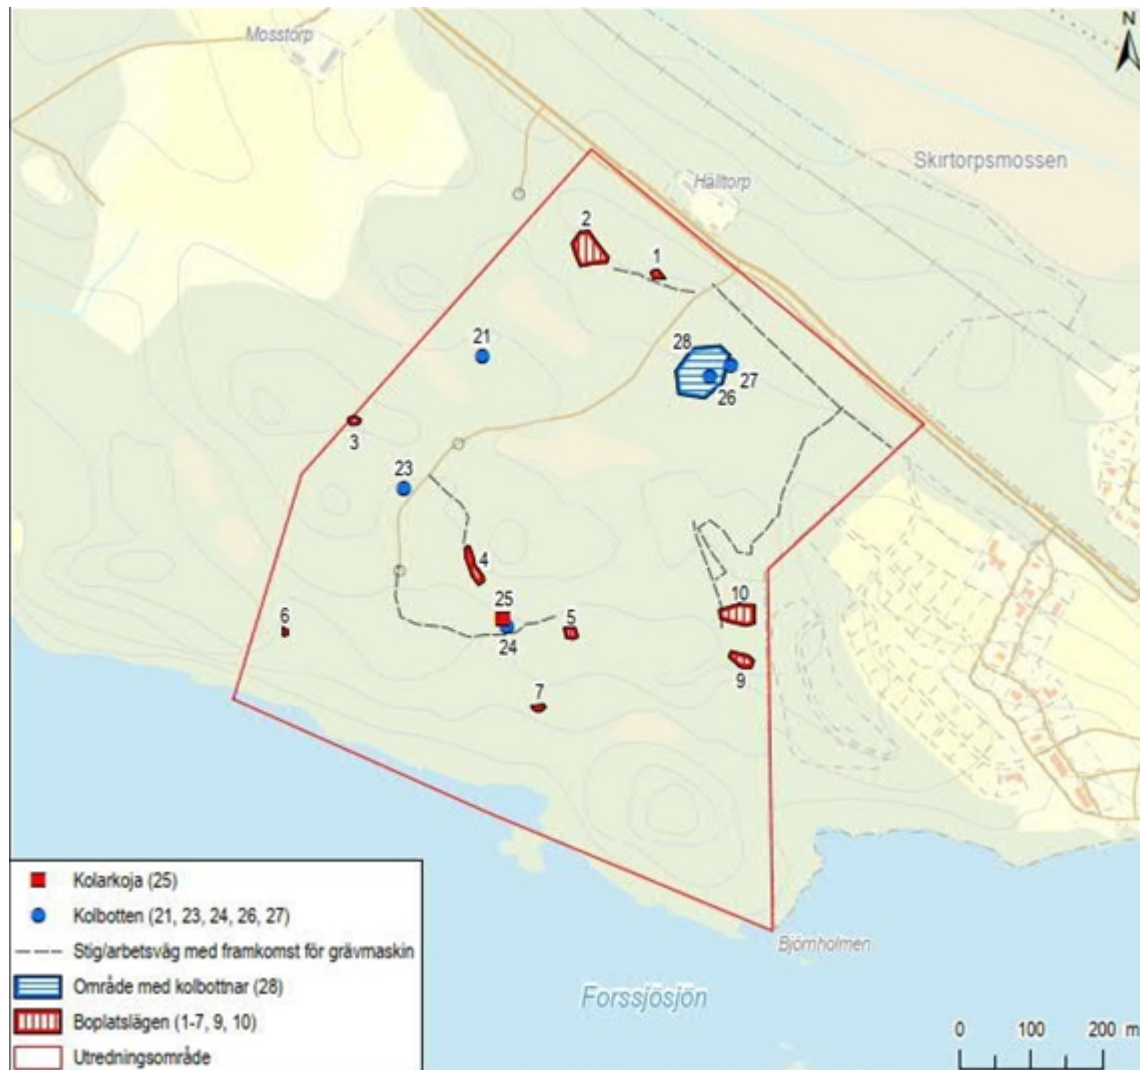 Mosstorp
N
Skirtorpsmossen
Hälltorp
2
1
21
28
27
26
3
23
4
25
24
5
6
7
10
9
Kolarkoja (25)
Kolbotten (21, 23, 24, 26, 27)
Stig/arbetsväg med framkomst för grävmaskin
Område med kolbottnar (28)
Boplatslägen (1-7, 9, 10)
Utredningsområde
Björnholmen
Forssjösjön
0 100 200 m